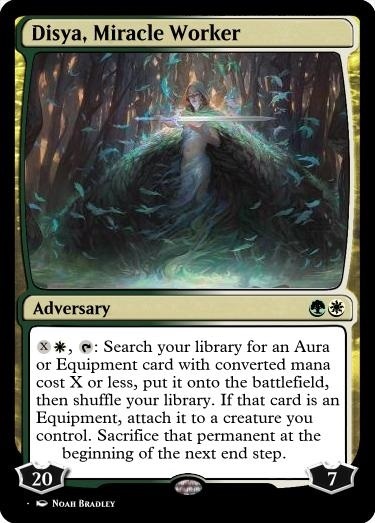 Disya, Miracle Worker
Adversary
X, : Search your library for an Aura
or Equipment card with converted mana
cost X or less, put it onto the battlefield,
then shuffle your library. If that card is an
Equipment, attach it to a creature you
control. Sacrifice that permanent at the
beginning of the next end step.
20
7
Noah Bradley